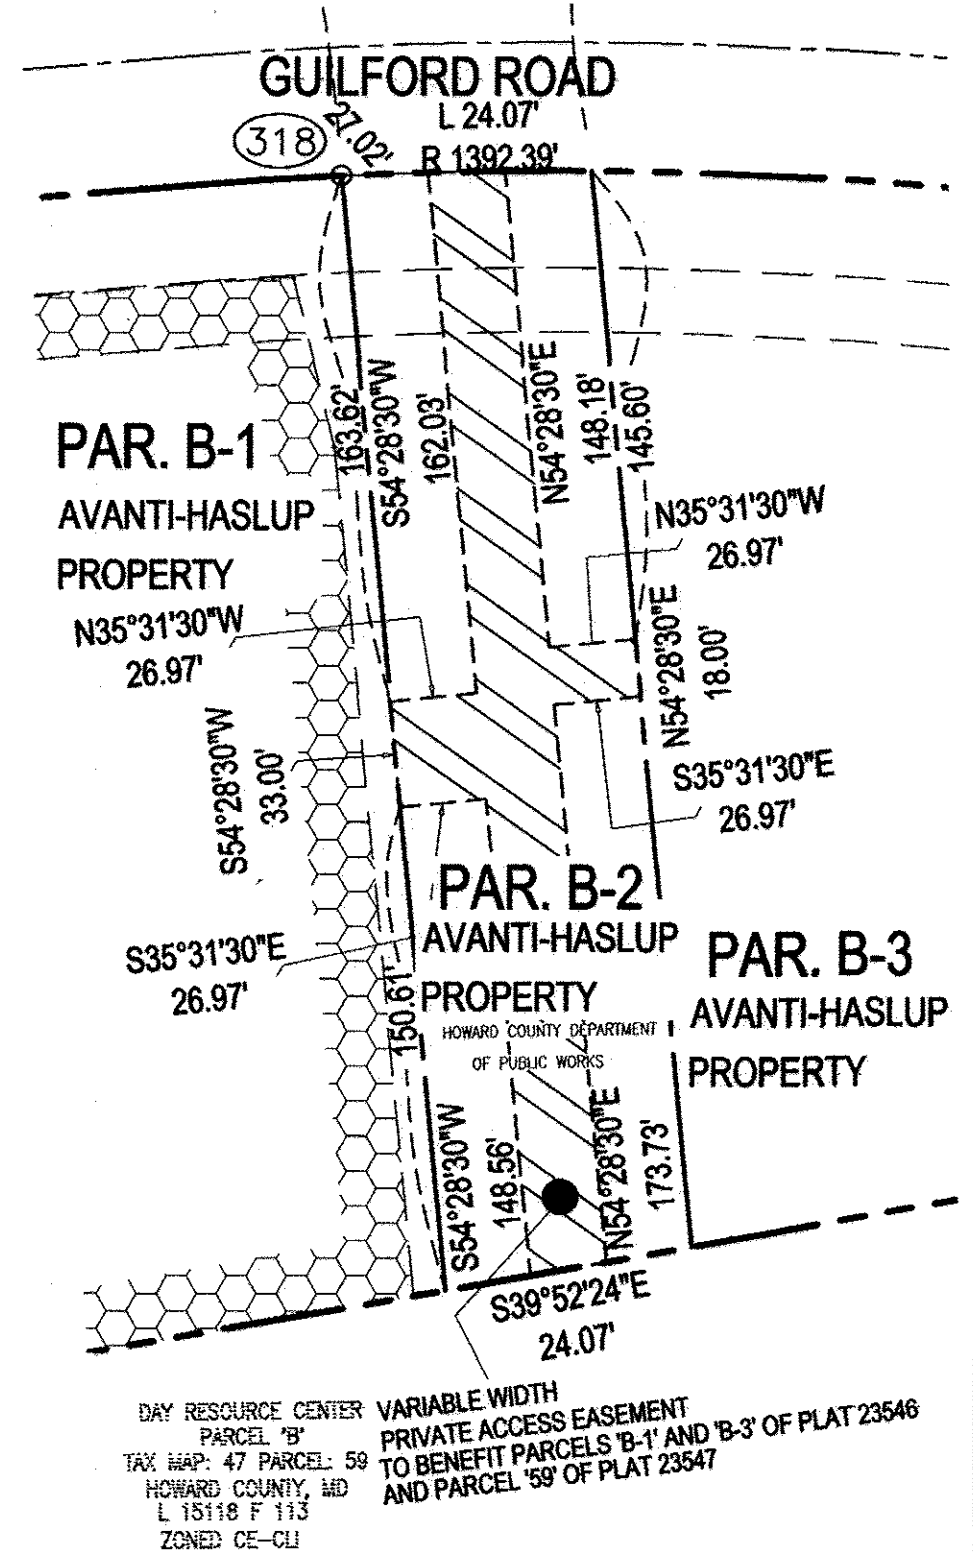 GUILFORD ROAD
L 24.07'
27.02'
318
R 1392.39'
163.62'
S54°28'30"W
162.03'
N54°28'30"E
148.18'
145.60'
PAR. B-1
AVANTI-HASLUP
PROPERTY
N35°31'30"W
26.97'
N35°31'30"W
26.97'
N54°28'30"E
18.00'
S54°28'30"W
33.00'
S35°31'30"E
26.97'
PAR. B-2
AVANTI-HASLUP
PROPERTY
HOWARD COUNTY DEPARTMENT
OF PUBLIC WORKS
PAR. B-3
AVANTI-HASLUP
PROPERTY
S35°31'30"E
26.97'
150.61'
S54°28'30"W
148.56'
N54°28'30"E
173.73'
S39°52'24"E
24.07'
VARIABLE WIDTH
PRIVATE ACCESS EASEMENT
TO BENEFIT PARCELS 'B-1' AND 'B-3' OF PLAT 23546
AND PARCEL '59' OF PLAT 23547
DAY RESOURCE CENTER
PARCEL 'B'
TAX MAP: 47 PARCEL: 59
HOWARD COUNTY, MD
L 15118 F 113
ZONED CE-CLI